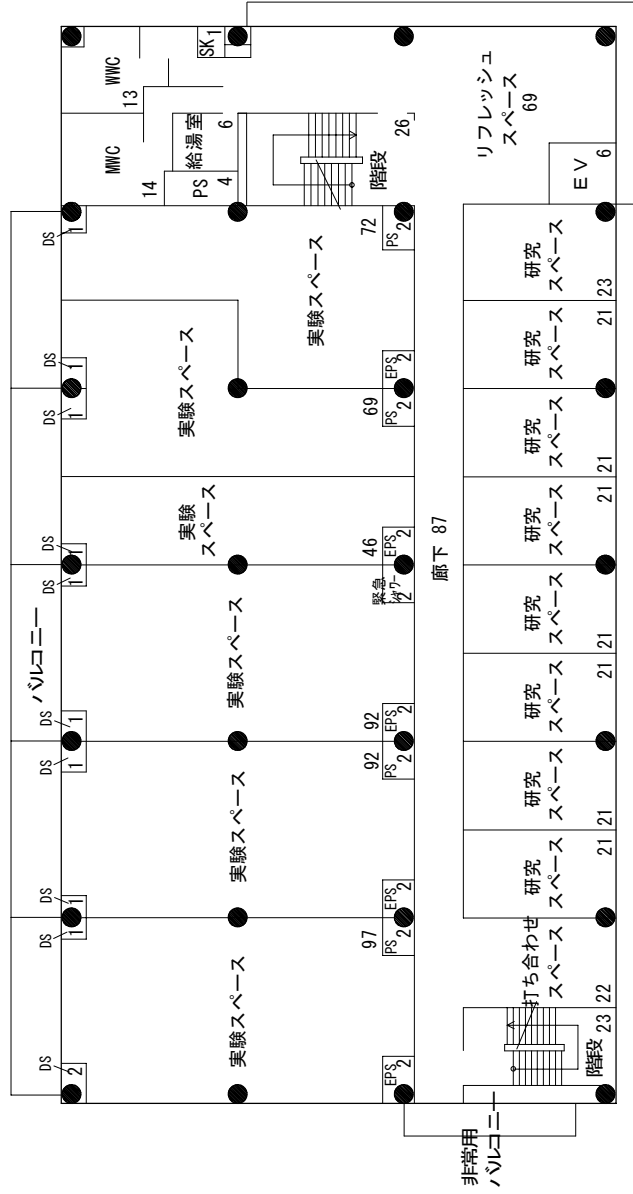 バルコニー
DS
2
DS
1
DS
1
DS
1
DS
1
DS
1
DS
1
DS
1
DS
1
DS
1
MWC
14
WWC
13
SK
1
実験スペース
97
実験スペース
92
実験スペース
92
実験
スペース
46
実験スペース
69
実験スペース
72
PS
4
給湯室
6
EPS
2
PS
2
EPS
2
PS
2
EPS
2
緊急
シャワー
2
EPS
2
PS
2
EPS
2
PS
2
階段
26
廊下 87
リフレッシュ
スペース
69
非常用
バルコニー
階段
23
打ち合わせ
スペース
22
研究
スペース
21
研究
スペース
21
研究
スペース
21
研究
スペース
21
研究
スペース
21
研究
スペース
21
研究
スペース
21
研究
スペース
23
EV
6